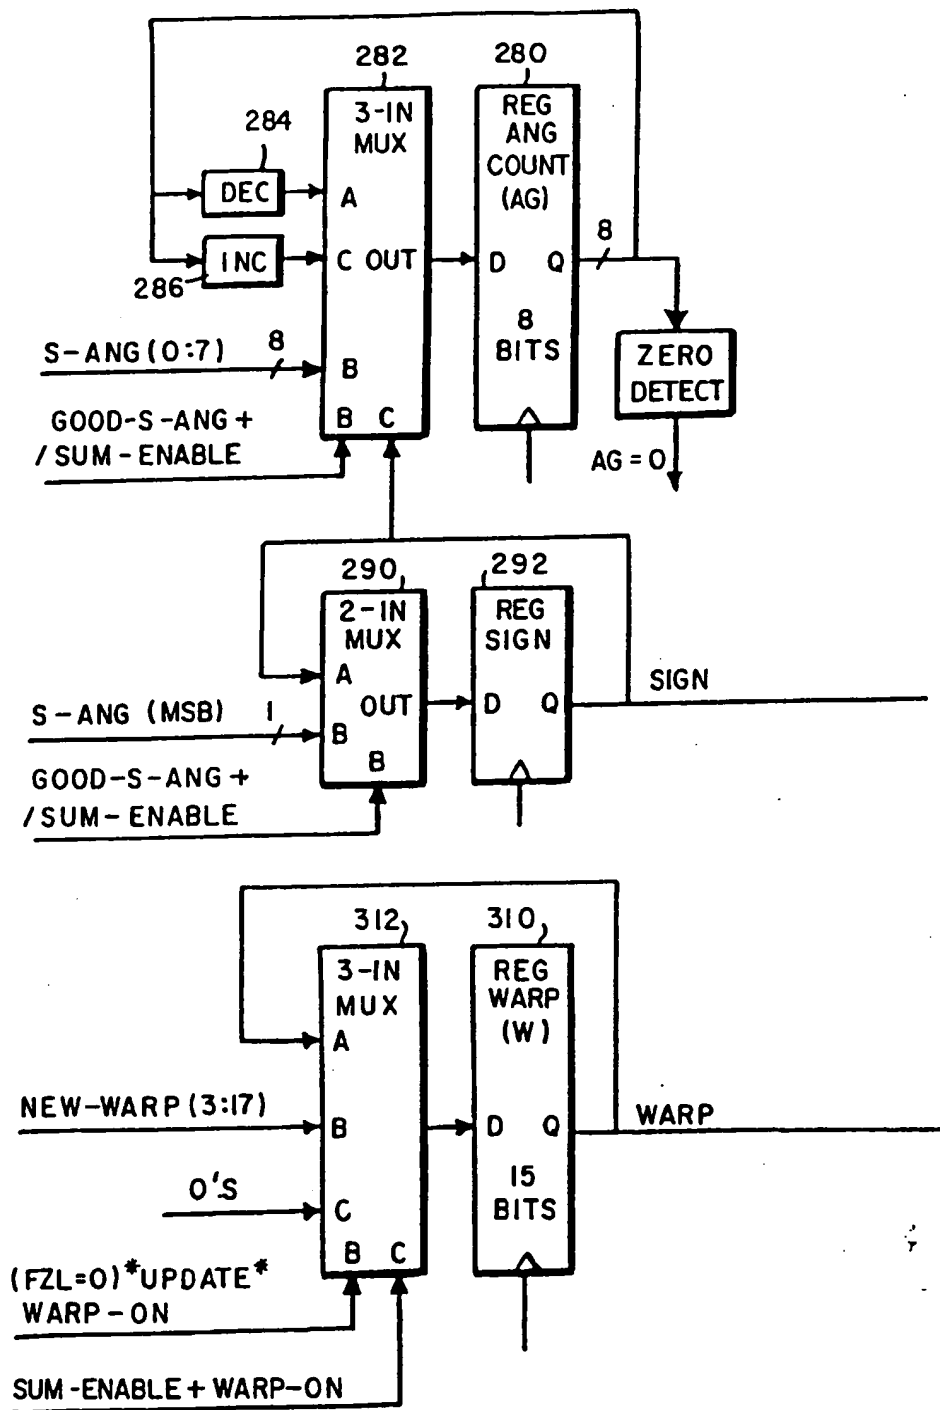 282
280
3-IN
MUX
REG
ANG
COUNT
(AG)
284
DEC
A
8
INC
C OUT
D Q
286
8
BITS
S-ANG (0:7) 8
B
ZERO
DETECT
GOOD-S-ANG +
/SUM-ENABLE
B C
AG=0
290
292
2-IN
MUX
REG
SIGN
A
SIGN
OUT
D Q
S-ANG (MSB) 1
B
B
GOOD-S-ANG +
/SUM-ENABLE
312
310
3-IN
MUX
REG
WARP
(W)
A
NEW-WARP (3:17)
B
D Q
WARP
15
BITS
0'S
C
B C
(FZL=0)*UPDATE*
WARP-ON
SUM-ENABLE + WARP-ON